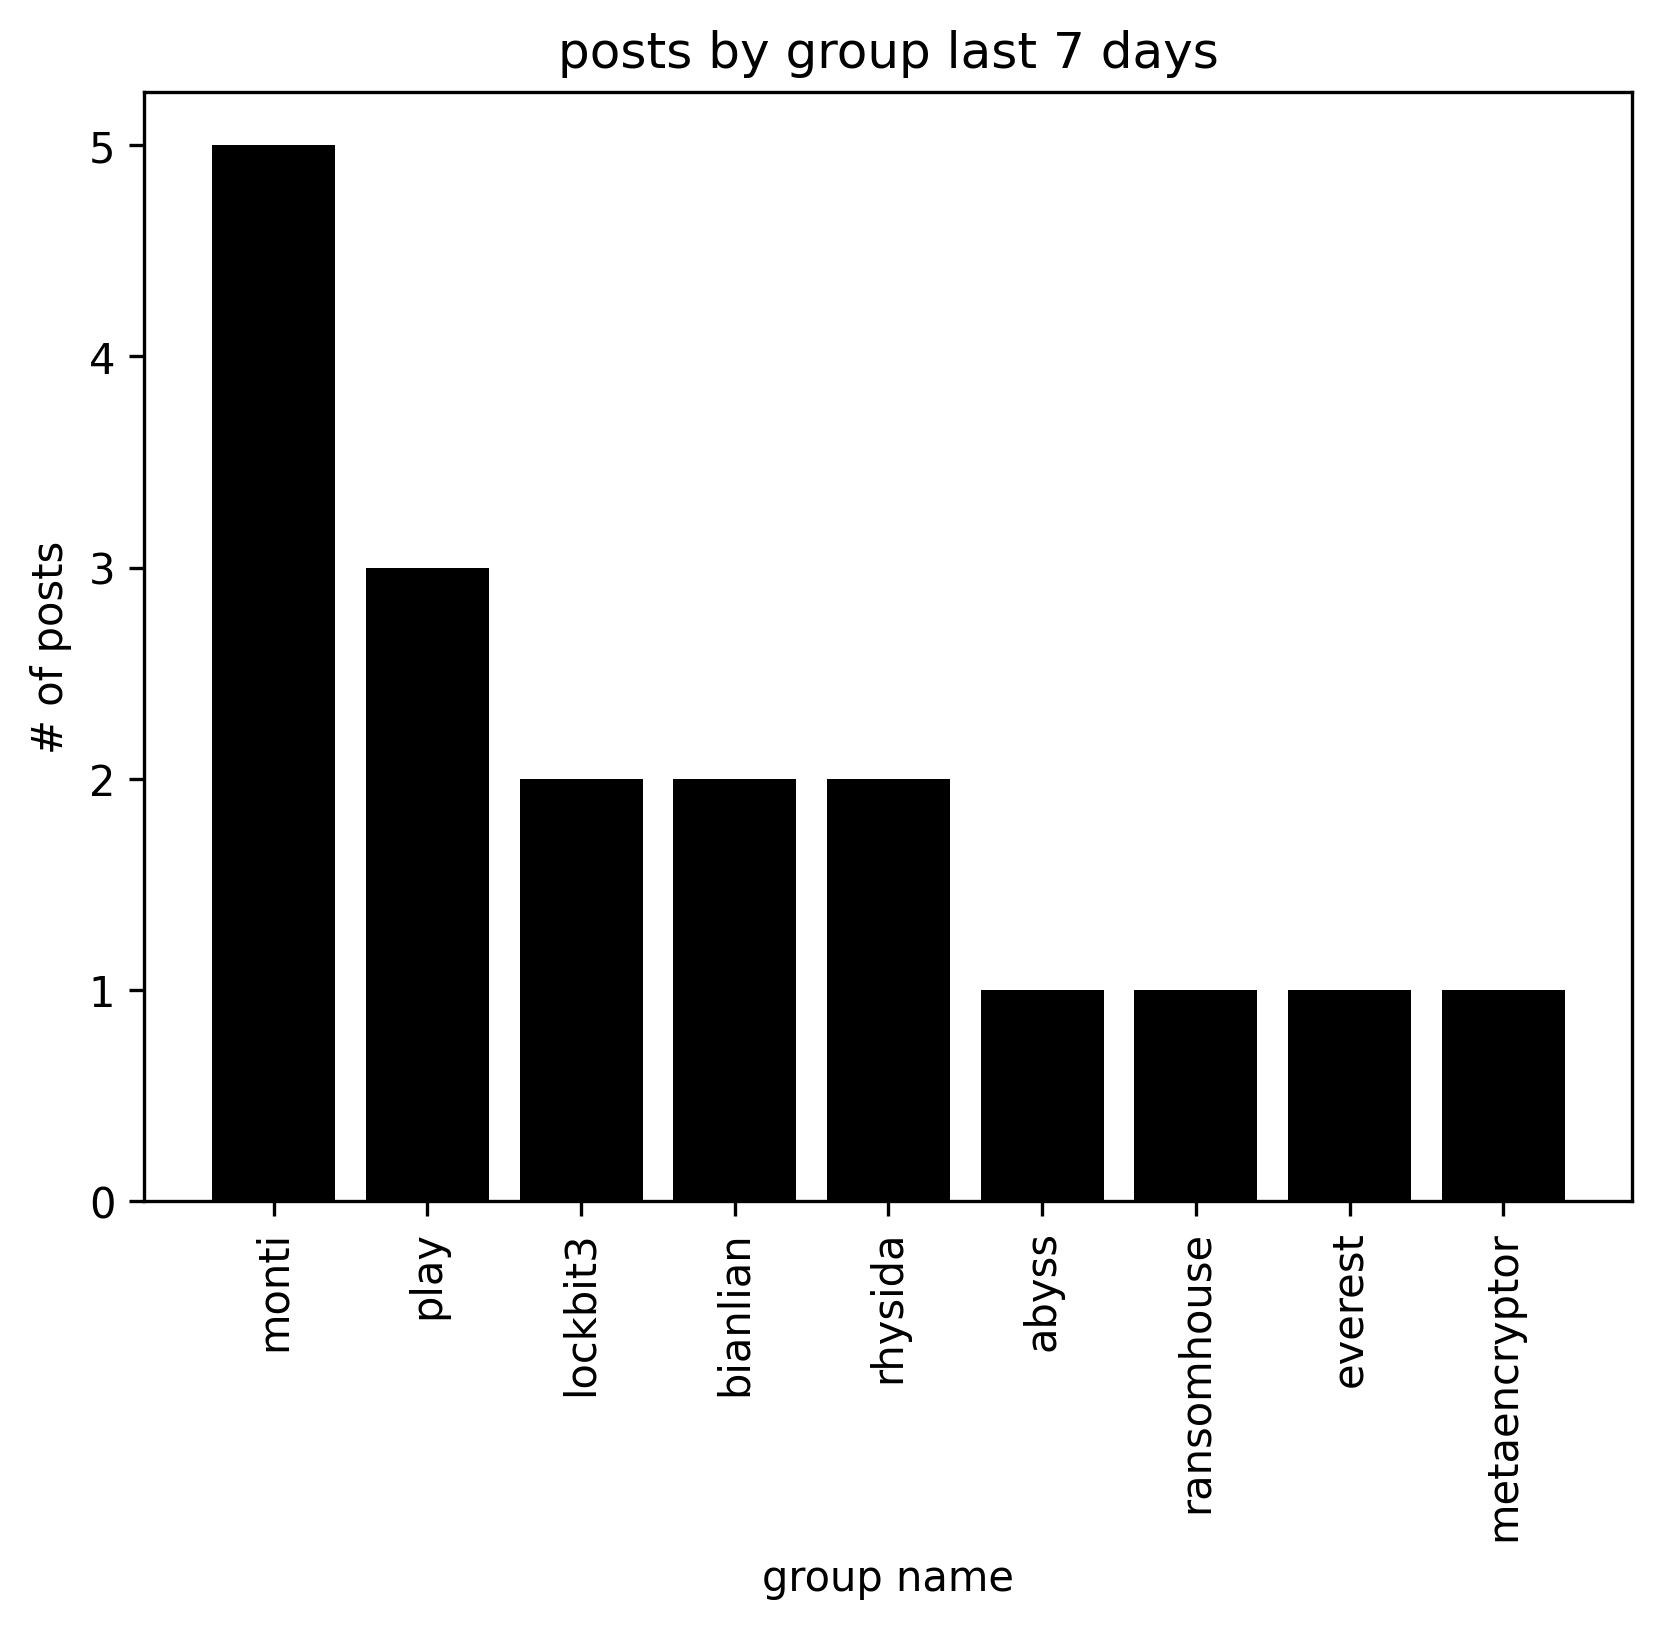 posts by group last 7 days
# of posts
5
4
3
2
1
0
monti
play
lockbit3
bianlian
rhysida
abyss
ransomhouse
everest
metaencryptor
group name